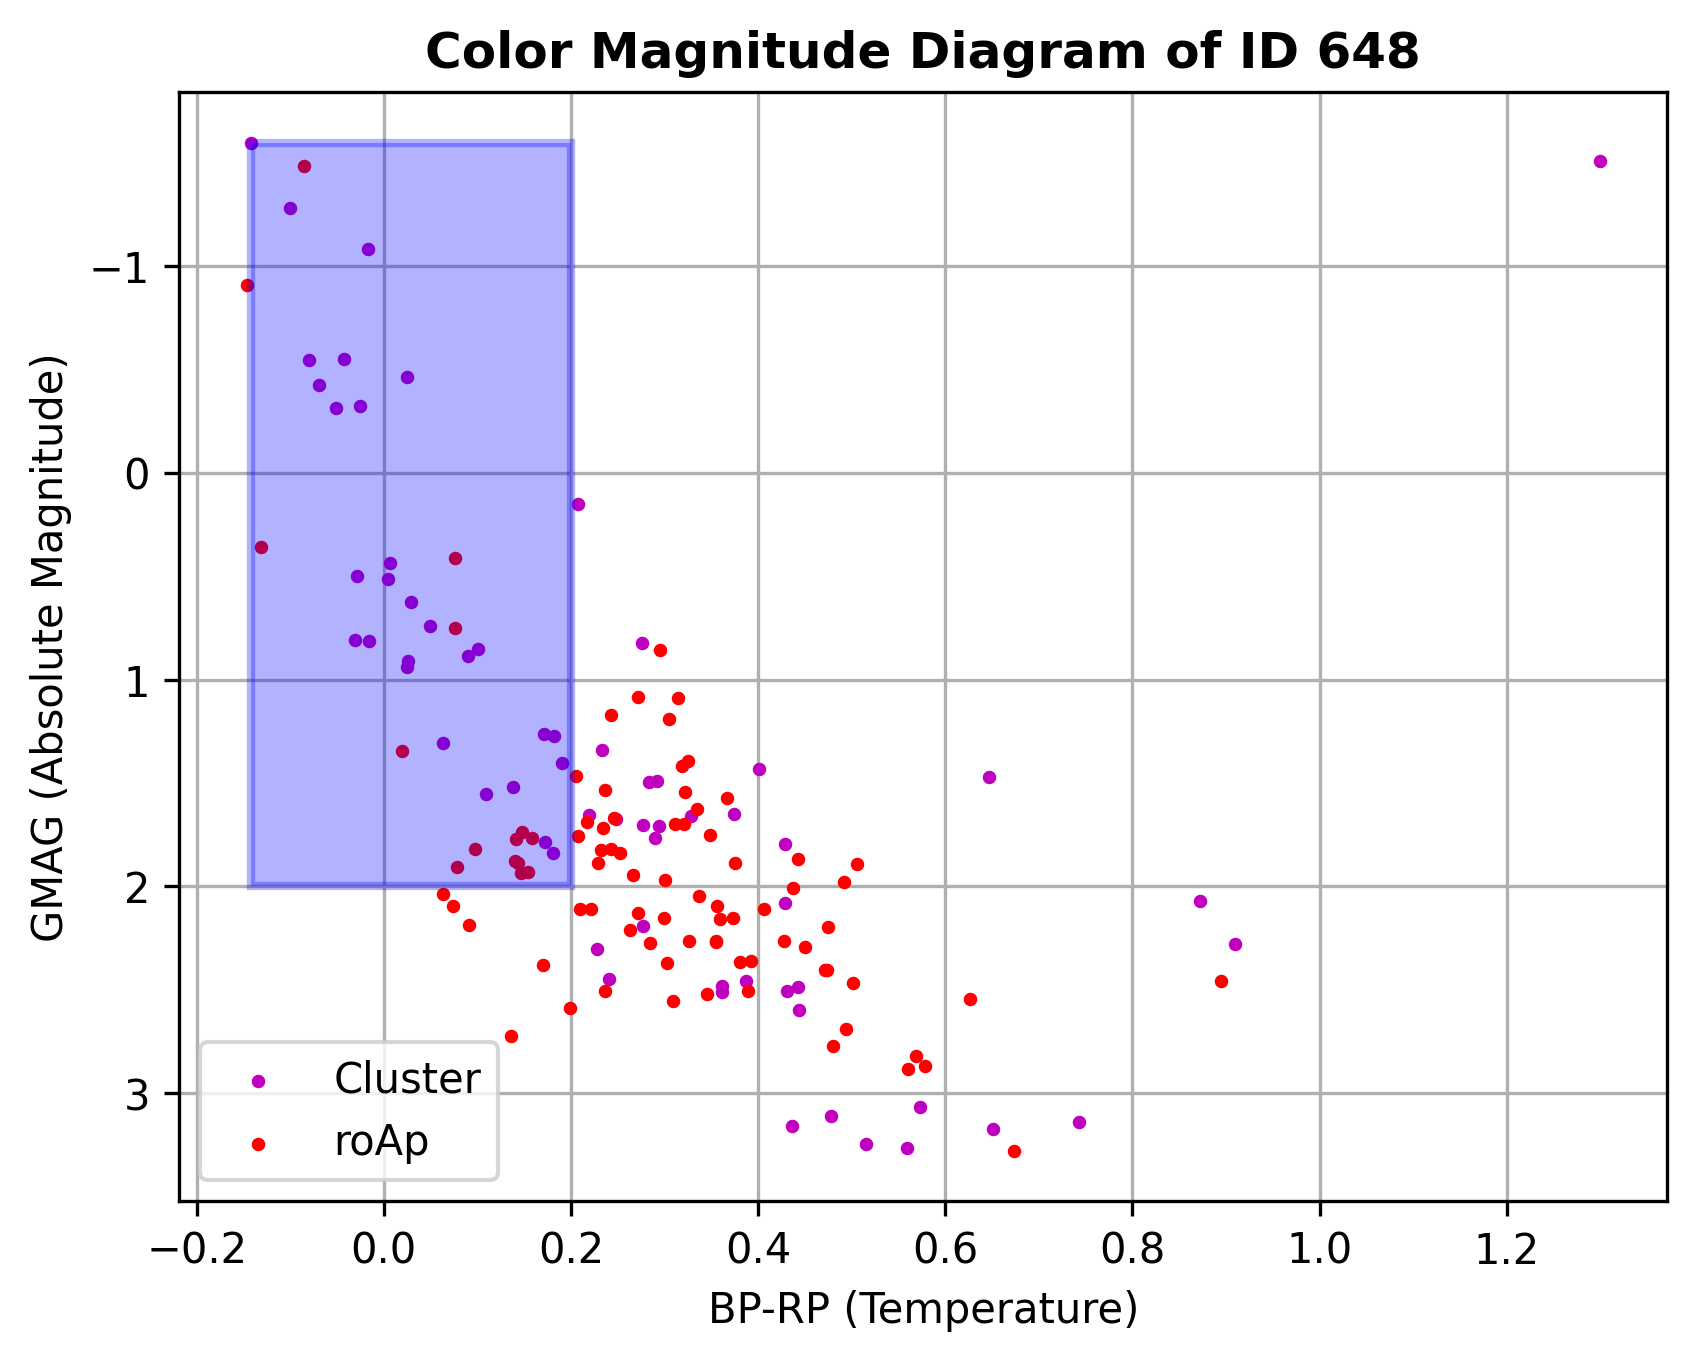 Color Magnitude Diagram of ID 648
GMAG (Absolute Magnitude)
−1
0
1
2
3
Cluster
roAp
−0.2 0.0 0.2 0.4 0.6 0.8 1.0 1.2
BP-RP (Temperature)